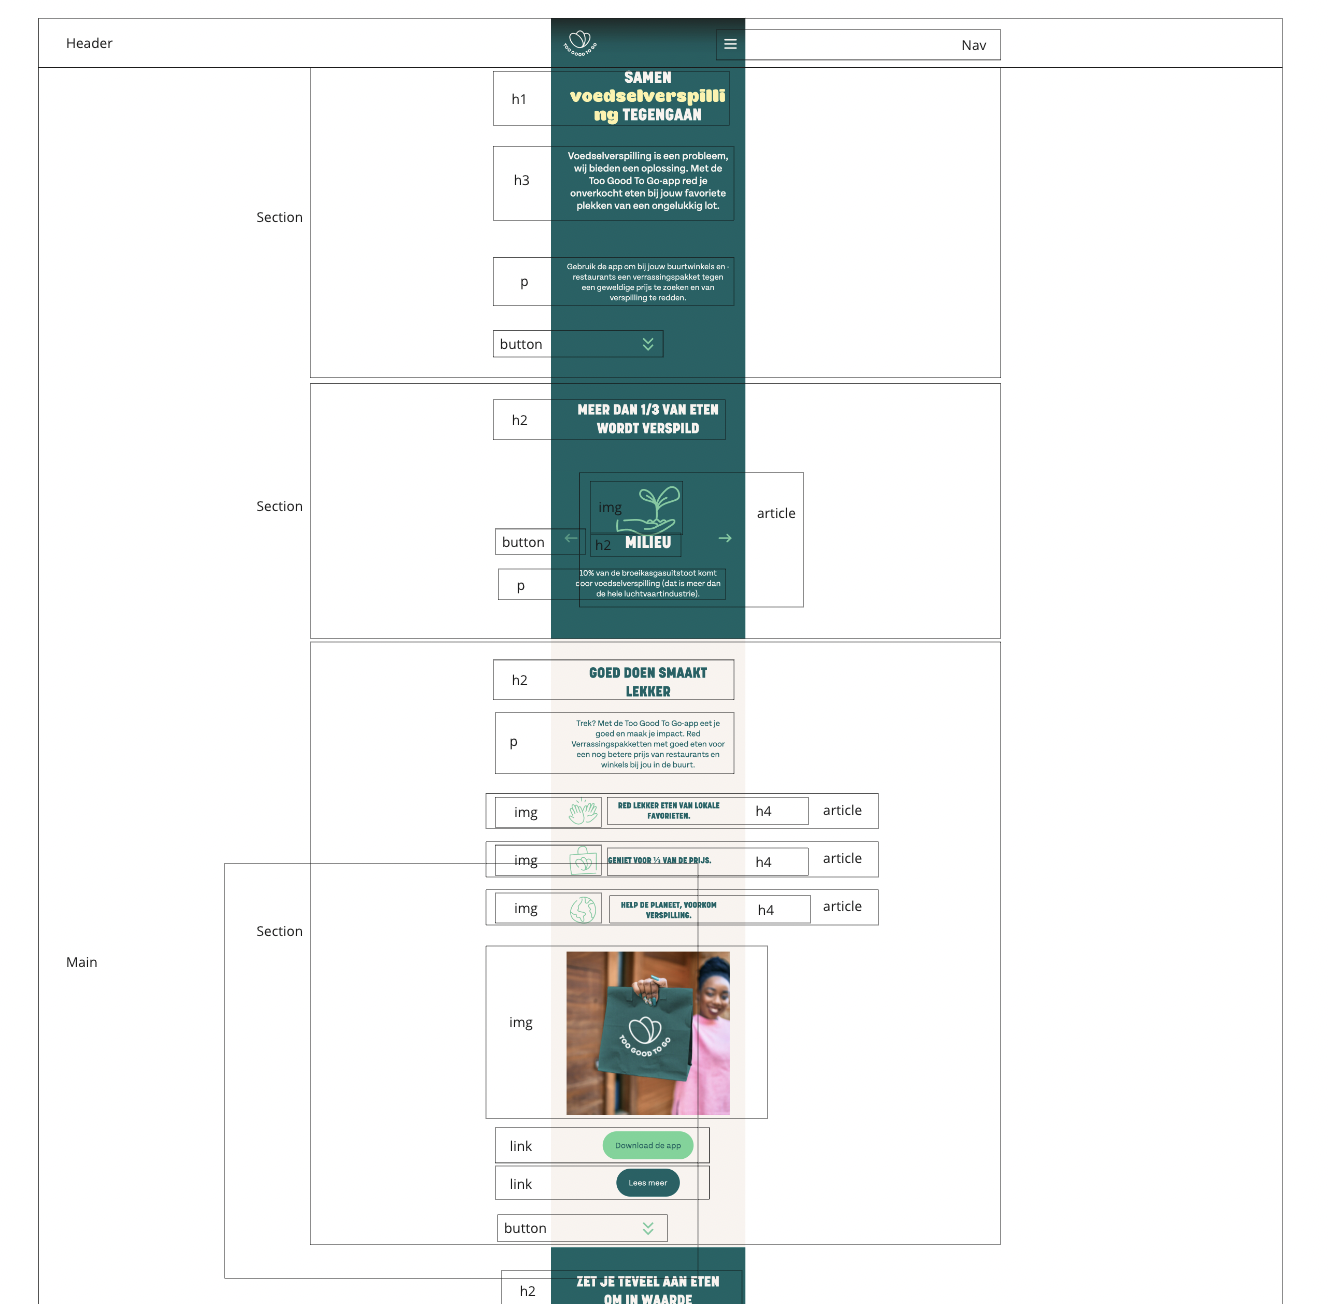 Header
TOO GOOD TO GO
Nav
h1
SAMEN
voedselverspilli
ng TEGENGAAN
h3
Voedselverspilling is een probleem,
wij bieden een oplossing. Met de
Too Good To Go-app red je
onverkocht eten bij jouw favoriete
plekken van een ongelukkig lot.
Section
p
Gebruik de app om bij jouw buurtwinkels en -
restaurants een verrassingspakket tegen
een geweldige prijs te zoeken en van
verspilling te redden.
button
h2
MEER DAN 1/3 VAN ETEN
WORDT VERSPILD
Section
img
article
button
h2
MILIEU
p
10% van de broeikasgasuitstoot komt
door voedselverspilling (dat is meer dan
de hele luchtvaartindustrie).
h2
GOED DOEN SMAAKT
LEKKER
p
Trek? Met de Too Good To Go-app eet je
goed en maak je impact. Red
Verrassingspakketten met goed eten voor
een nog betere prijs van restaurants en
winkels bij jou in de buurt.
img
RED LEKKER ETEN VAN LOKALE
FAVORIETEN.
h4
article
img
GENIET VOOR ⅓ VAN DE PRIJS.
h4
article
img
HELP DE PLANEET, VOORKOM
VERSPILLING.
h4
article
Section
Main
img
TOO GOOD TO GO
link
Download de app
link
Lees meer
button
h2
ZET JE TEVEEL AAN ETEN
OM IN WAARDE